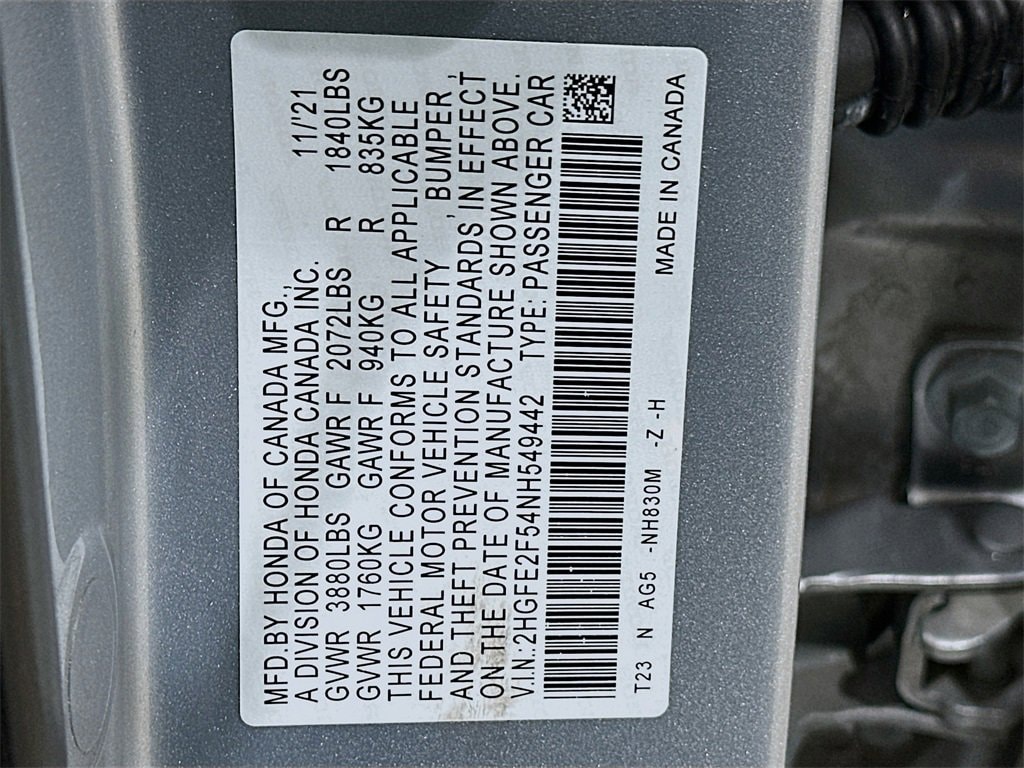 MFD.BY HONDA OF CANADA MFG.,
A DIVISION OF HONDA CANADA INC. 11/'21
GVWR 3880LBS GAWR F 2072LBS R 1840LBS
GVWR 1760KG GAWR F 940KG R 835KG
THIS VEHICLE CONFORMS TO ALL APPLICABLE
FEDERAL MOTOR VEHICLE SAFETY, BUMPER,
AND THEFT PREVENTION STANDARDS IN EFFECT
ON THE DATE OF MANUFACTURE SHOWN ABOVE.
V.I.N.:2HGFE2F54NH549442 TYPE: PASSENGER CAR
T23 N AG5 -NH830M -Z -H MADE IN CANADA